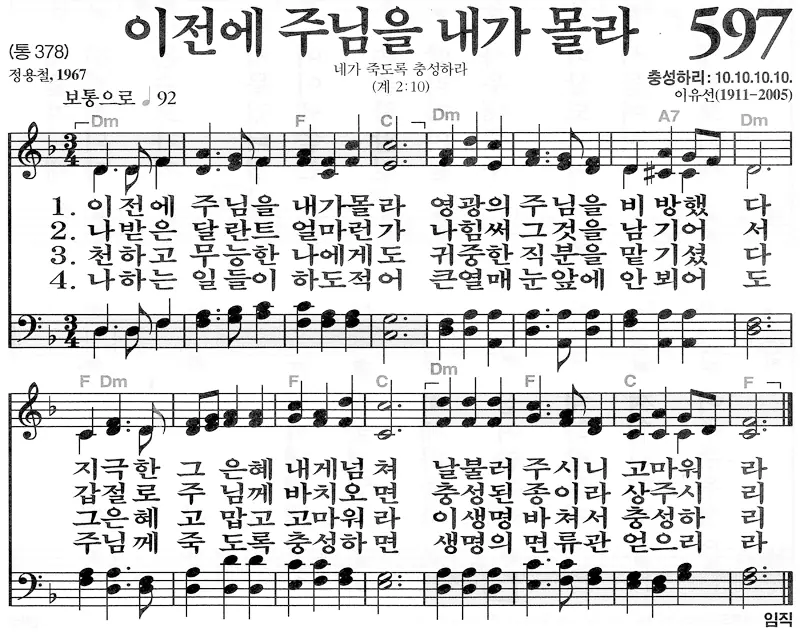 이전에 주님을 내가 몰라 597
(통 378)
정용철, 1967
네가 죽도록 충성하라
(계 2:10)
충성하리: 10.10.10.10.
이유선(1911-2005)
보통으로 ♩ 92
Dm F C Dm A7 Dm
3/4
1. 이전에 주님을 내가몰라 영광의 주님을 비방했다
2. 나받은 달란트 얼마런가 나힘써 그것을 남기어서
3. 천하고 무능한 나에게도 귀중한 직분을 맡기셨다
4. 나하는 일들이 하도적어 큰열매 눈앞에 안뵈어도
3/4
F Dm F C Dm F C F
지극한 그 은혜 내게넘쳐 날불러 주시니 고마워라
갑절로 주 님께 바치오면 충성된 종이라 상주시리
그은혜 고 맙고 고마워라 이생명 바쳐서 충성하리
주님께 죽 도록 충성하면 생명의 면류관 얻으리라
임직